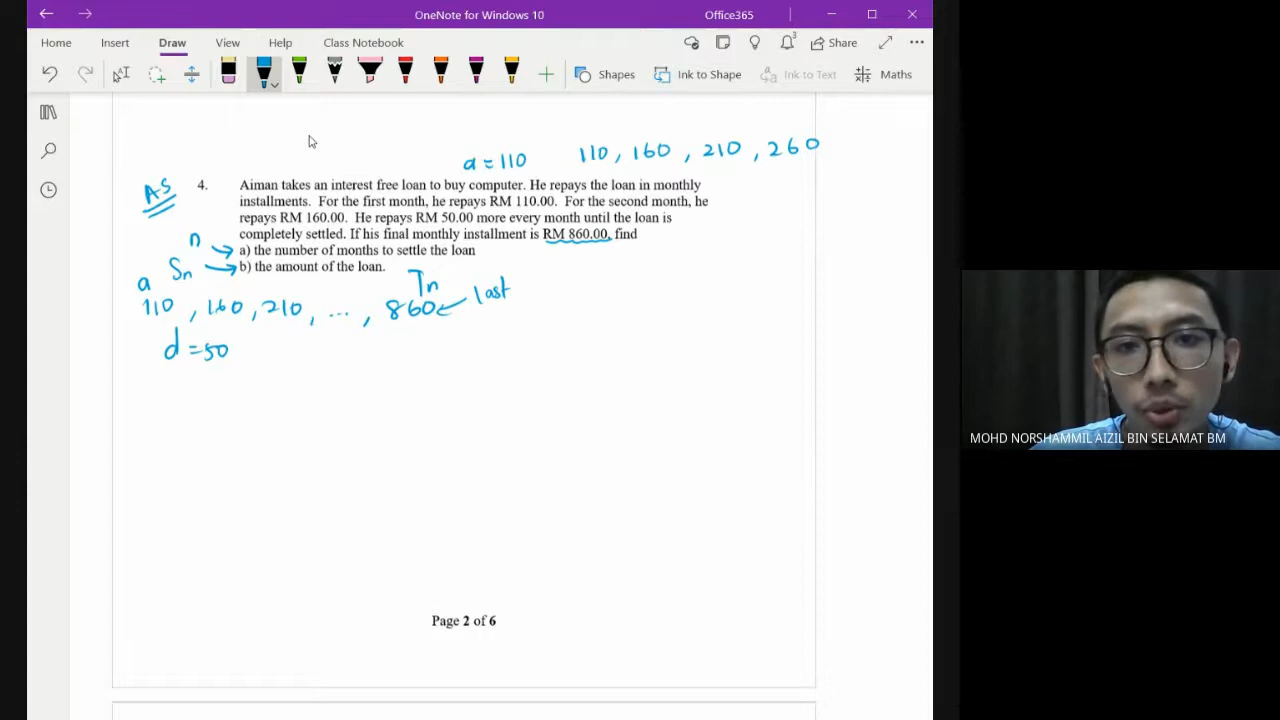 OneNote for Windows 10
Office365
Home Insert Draw View Help Class Notebook
3
Share
Shapes
Ink to Shape
Ink to Text
Maths
a = 110
110, 160, 210, 260
AS
4. Aiman takes an interest free loan to buy computer. He repays the loan in monthly
installments. For the first month, he repays RM 110.00. For the second month, he
repays RM 160.00. He repays RM 50.00 more every month until the loan is
completely settled. If his final monthly installment is RM 860.00, find
n
a) the number of months to settle the loan
Sn
b) the amount of the loan.
a
Tn
110, 160, 210, ..., 860
last
d = 50
MOHD NORSHAMMIL AIZIL BIN SELAMAT BM
Page 2 of 6